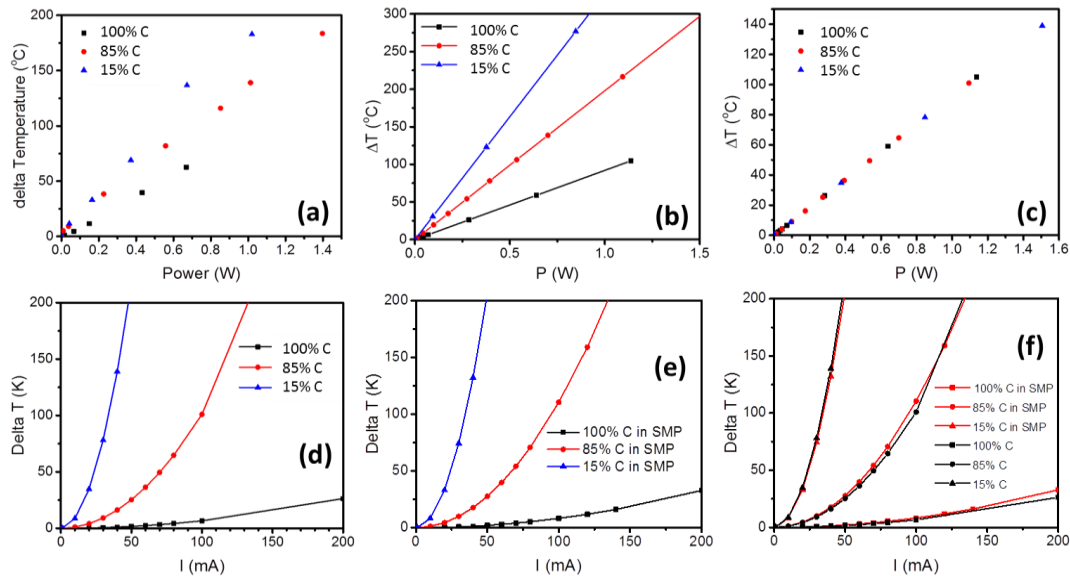 200
150
100
50
0
delta Temperature (°C)
100% C
85% C
15% C
(a)
0.0 0.2 0.4 0.6 0.8 1.0 1.2 1.4
Power (W)
300
250
200
150
100
50
0
ΔT (°C)
100% C
85% C
15% C
(b)
0.0 0.5 1.0 1.5
P (W)
140
120
100
80
60
40
20
0
ΔT (°C)
100% C
85% C
15% C
(c)
0.0 0.2 0.4 0.6 0.8 1.0 1.2 1.4 1.6
P (W)
200
150
100
50
0
Delta T (K)
100% C
85% C
15% C
(d)
0 50 100 150 200
I (mA)
200
150
100
50
0
Delta T (K)
(e)
100% C in SMP
85% C in SMP
15% C in SMP
0 50 100 150 200
I (mA)
200
150
100
50
0
Delta T (K)
(f)
100% C in SMP
85% C in SMP
15% C in SMP
100% C
85% C
15% C
0 50 100 150 200
I (mA)